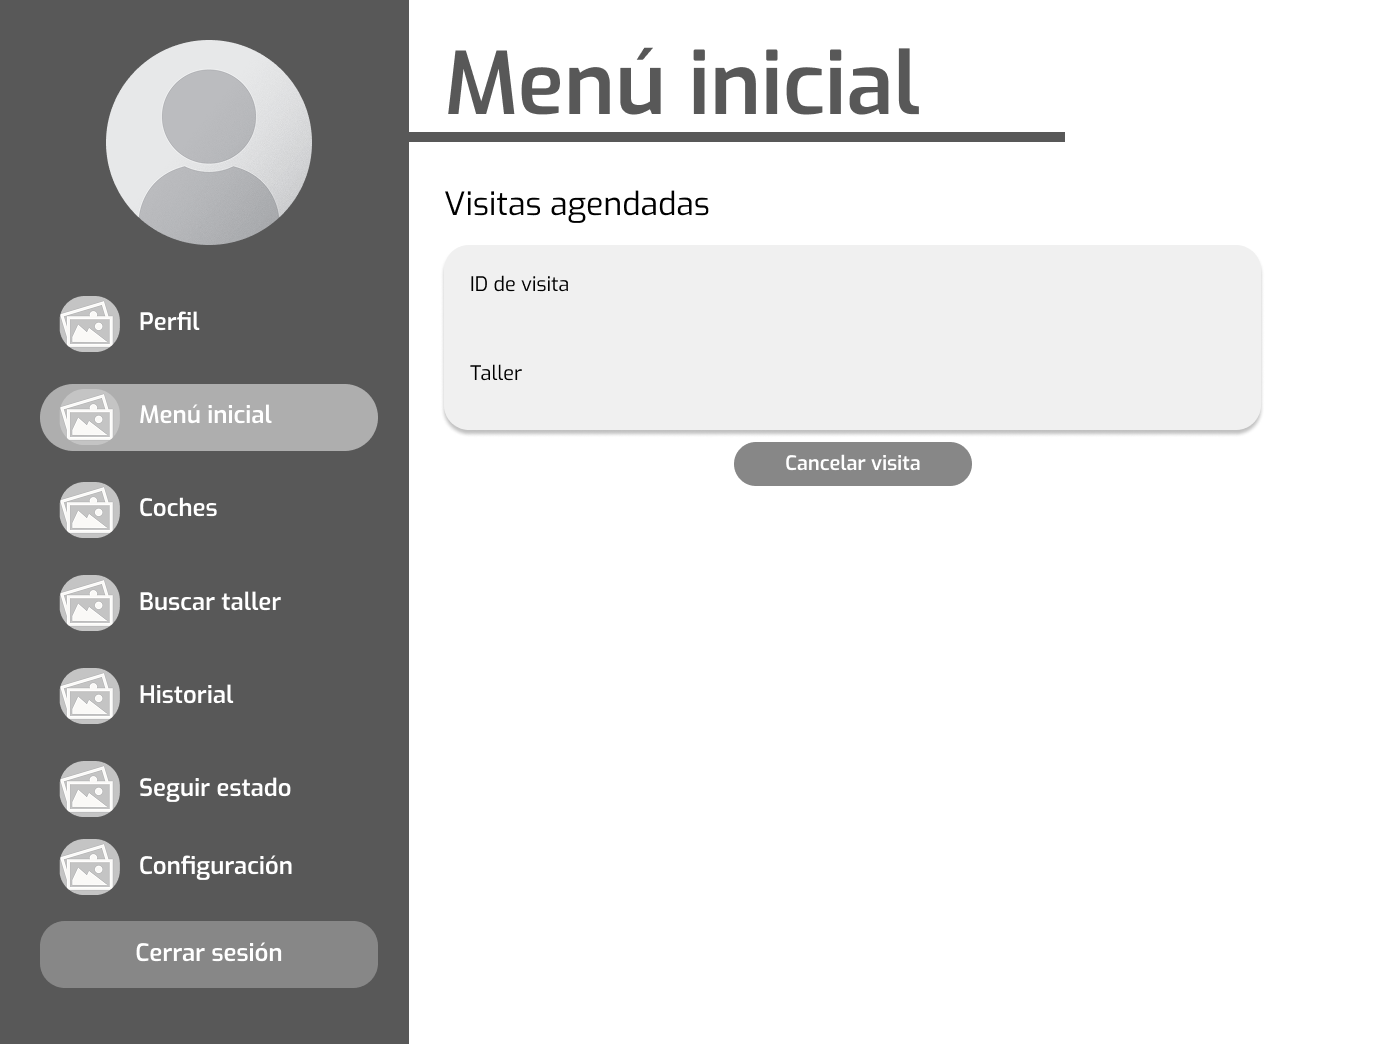 Perfil
Menú inicial
Coches
Buscar taller
Historial
Seguir estado
Configuración
Cerrar sesión
Menú inicial
Visitas agendadas
ID de visita
Taller
Cancelar visita